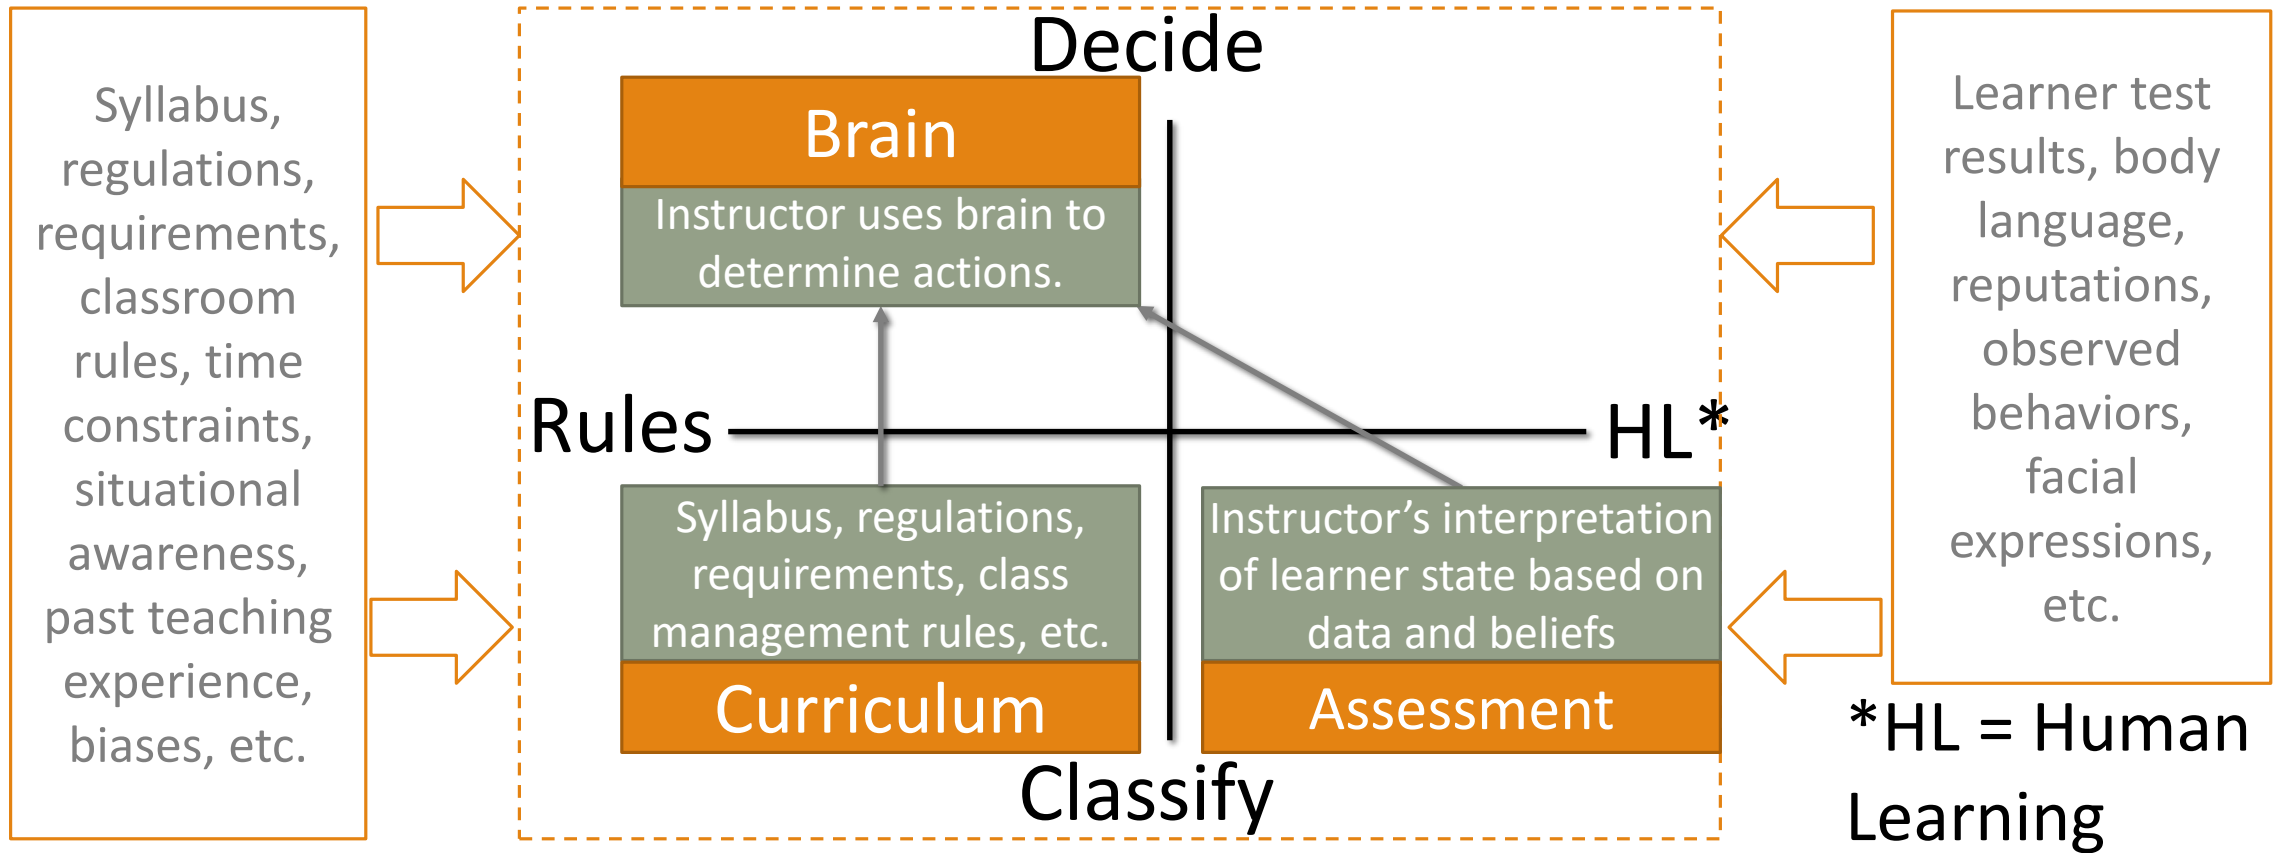 Syllabus,
regulations,
requirements,
classroom
rules, time
constraints,
situational
awareness,
past teaching
experience,
biases, etc.
Decide
Brain
Instructor uses brain to
determine actions.
Rules
HL*
Syllabus, regulations,
requirements, class
management rules, etc.
Curriculum
Instructor’s interpretation
of learner state based on
data and beliefs
Assessment
Classify
Learner test
results, body
language,
reputations,
observed
behaviors,
facial
expressions,
etc.
*HL = Human
Learning